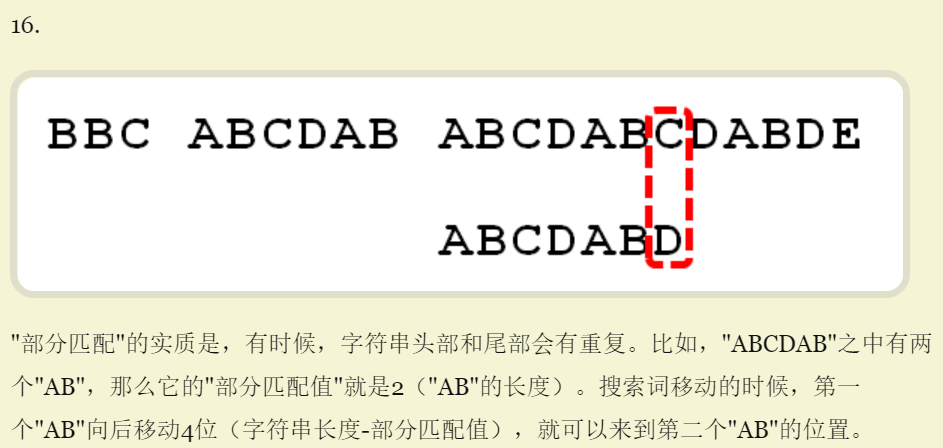 16.
BBC ABCDAB ABCDABCDABDE
ABCDABD
"部分匹配"的实质是，有时候，字符串头部和尾部会有重复。比如，"ABCDAB"之中有两
个"AB"，那么它的"部分匹配值"就是2（"AB"的长度）。搜索词移动的时候，第一
个"AB"向后移动4位（字符串长度-部分匹配值），就可以来到第二个"AB"的位置。